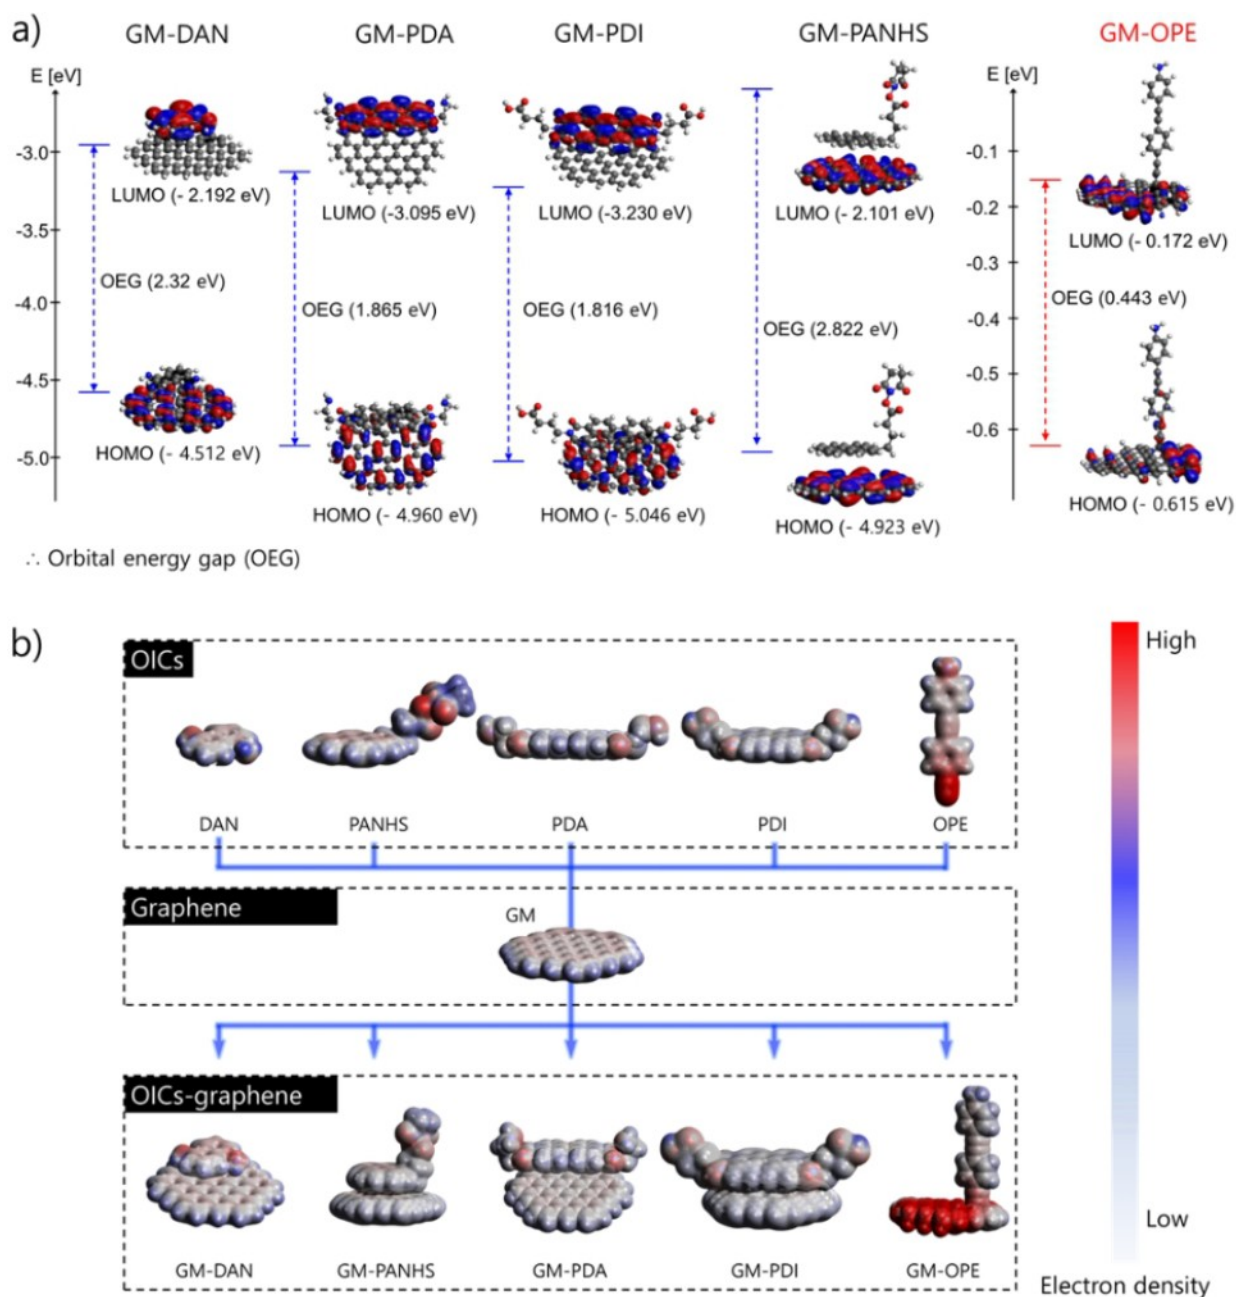 a)
GM-DAN
GM-PDA
GM-PDI
GM-PANHS
GM-OPE
E [eV]
-3.0
-3.5
-4.0
-4.5
-5.0
LUMO (- 2.192 eV)
OEG (2.32 eV)
HOMO (- 4.512 eV)
LUMO (-3.095 eV)
OEG (1.865 eV)
HOMO (- 4.960 eV)
LUMO (-3.230 eV)
OEG (1.816 eV)
HOMO (- 5.046 eV)
LUMO (- 2.101 eV)
OEG (2.822 eV)
HOMO (- 4.923 eV)
E [eV]
-0.1
-0.2
-0.3
-0.4
-0.5
-0.6
LUMO (- 0.172 eV)
OEG (0.443 eV)
HOMO (- 0.615 eV)
∴ Orbital energy gap (OEG)
b)
OICs
DAN
PANHS
PDA
PDI
OPE
Graphene
GM
OICs-graphene
GM-DAN
GM-PANHS
GM-PDA
GM-PDI
GM-OPE
High
Low
Electron density